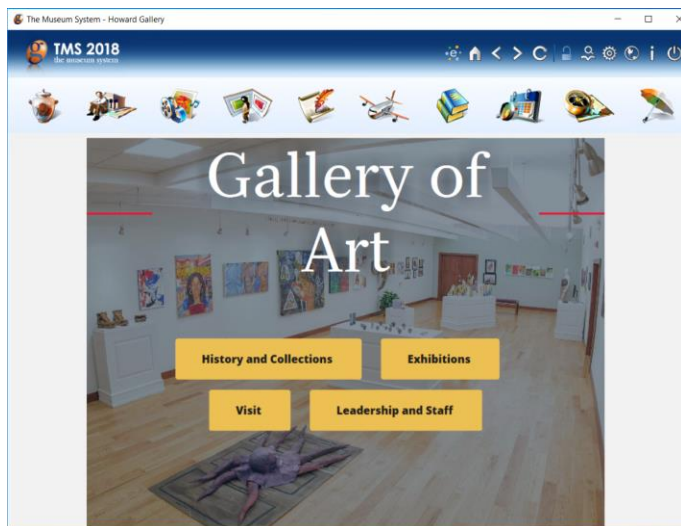 The Museum System - Howard Gallery
TMS 2018
the museum system
Gallery of
Art
History and Collections
Exhibitions
Visit
Leadership and Staff